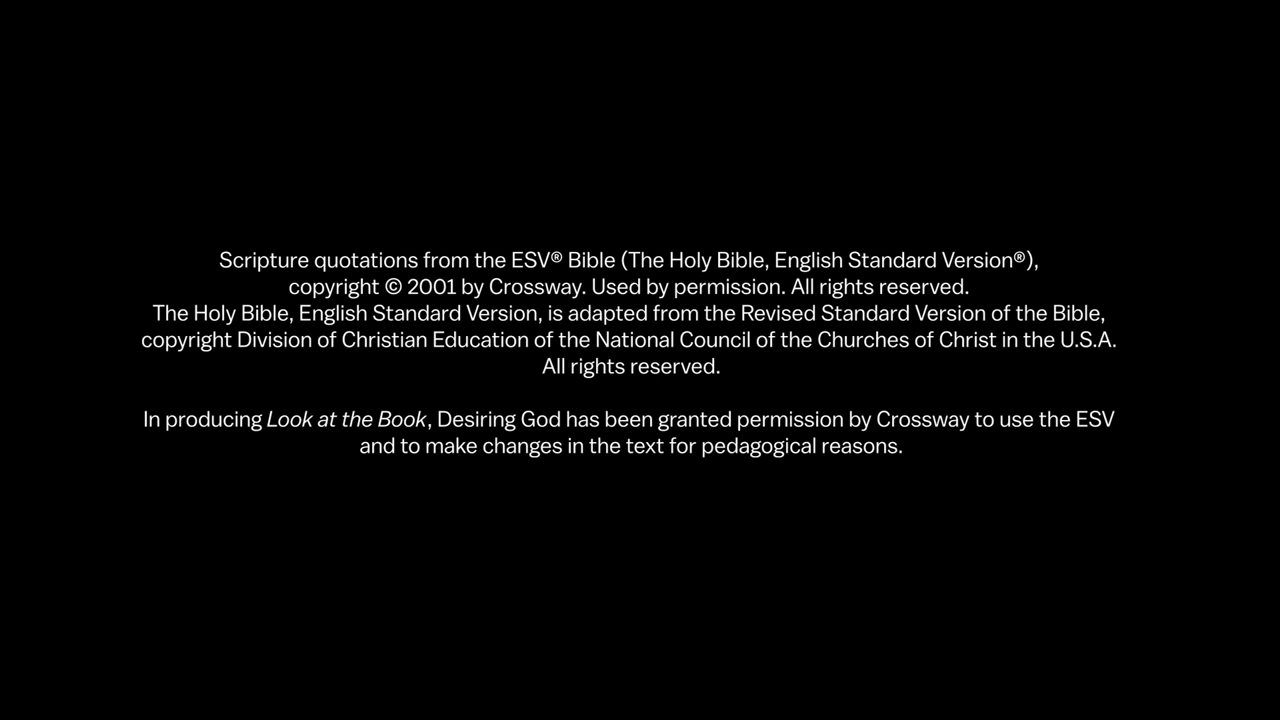 Scripture quotations from the ESV® Bible (The Holy Bible, English Standard Version®),
copyright © 2001 by Crossway. Used by permission. All rights reserved.
The Holy Bible, English Standard Version, is adapted from the Revised Standard Version of the Bible,
copyright Division of Christian Education of the National Council of the Churches of Christ in the U.S.A.
All rights reserved.
In producing Look at the Book, Desiring God has been granted permission by Crossway to use the ESV
and to make changes in the text for pedagogical reasons.